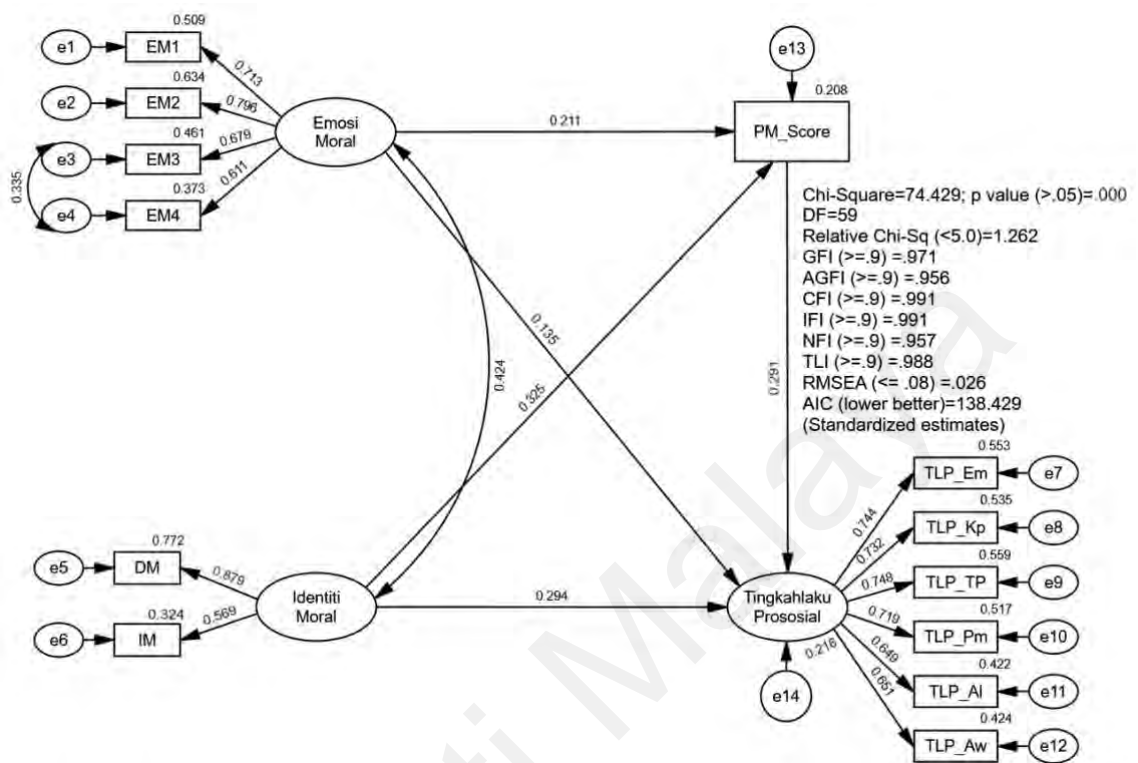 0.509
e1
EM1
0.713
0.634
e2
EM2
0.796
0.461
e3
EM3
0.679
0.373
e4
EM4
0.611
0.335
Emosi
Moral
e13
0.208
PM_Score
0.211
Chi-Square=74.429; p value (>.05)=.000
DF=59
Relative Chi-Sq (<5.0)=1.262
GFI (>=.9) =.971
AGFI (>=.9) =.956
CFI (>=.9) =.991
IFI (>=.9) =.991
NFI (>=.9) =.957
TLI (>=.9) =.988
RMSEA (<= .08) =.026
AIC (lower better)=138.429
(Standardized estimates)
0.135
0.424
0.325
0.291
0.772
e5
DM
0.879
0.324
e6
IM
0.569
Identiti
Moral
0.294
Tingkahlaku
Prososial
0.216
e14
0.553
TLP_Em
e7
0.744
0.535
TLP_Kp
e8
0.732
0.559
TLP_TP
e9
0.748
0.517
TLP_Pm
e10
0.719
0.422
TLP_Al
e11
0.649
0.424
TLP_Aw
e12
0.651
ti Malaya